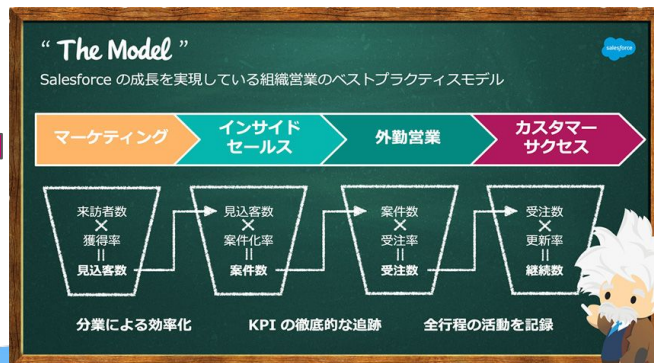 “The Model”
salesforce
Salesforce の成長を実現している組織営業のベストプラクティスモデル
マーケティング
インサイド
セールス
外勤営業
カスタマー
サクセス
来訪者数
×
獲得率
||
見込客数
見込客数
×
案件化率
||
案件数
案件数
×
受注率
||
受注数
受注数
×
更新率
||
継続数
分業による効率化
KPI の徹底的な追跡
全行程の活動を記録